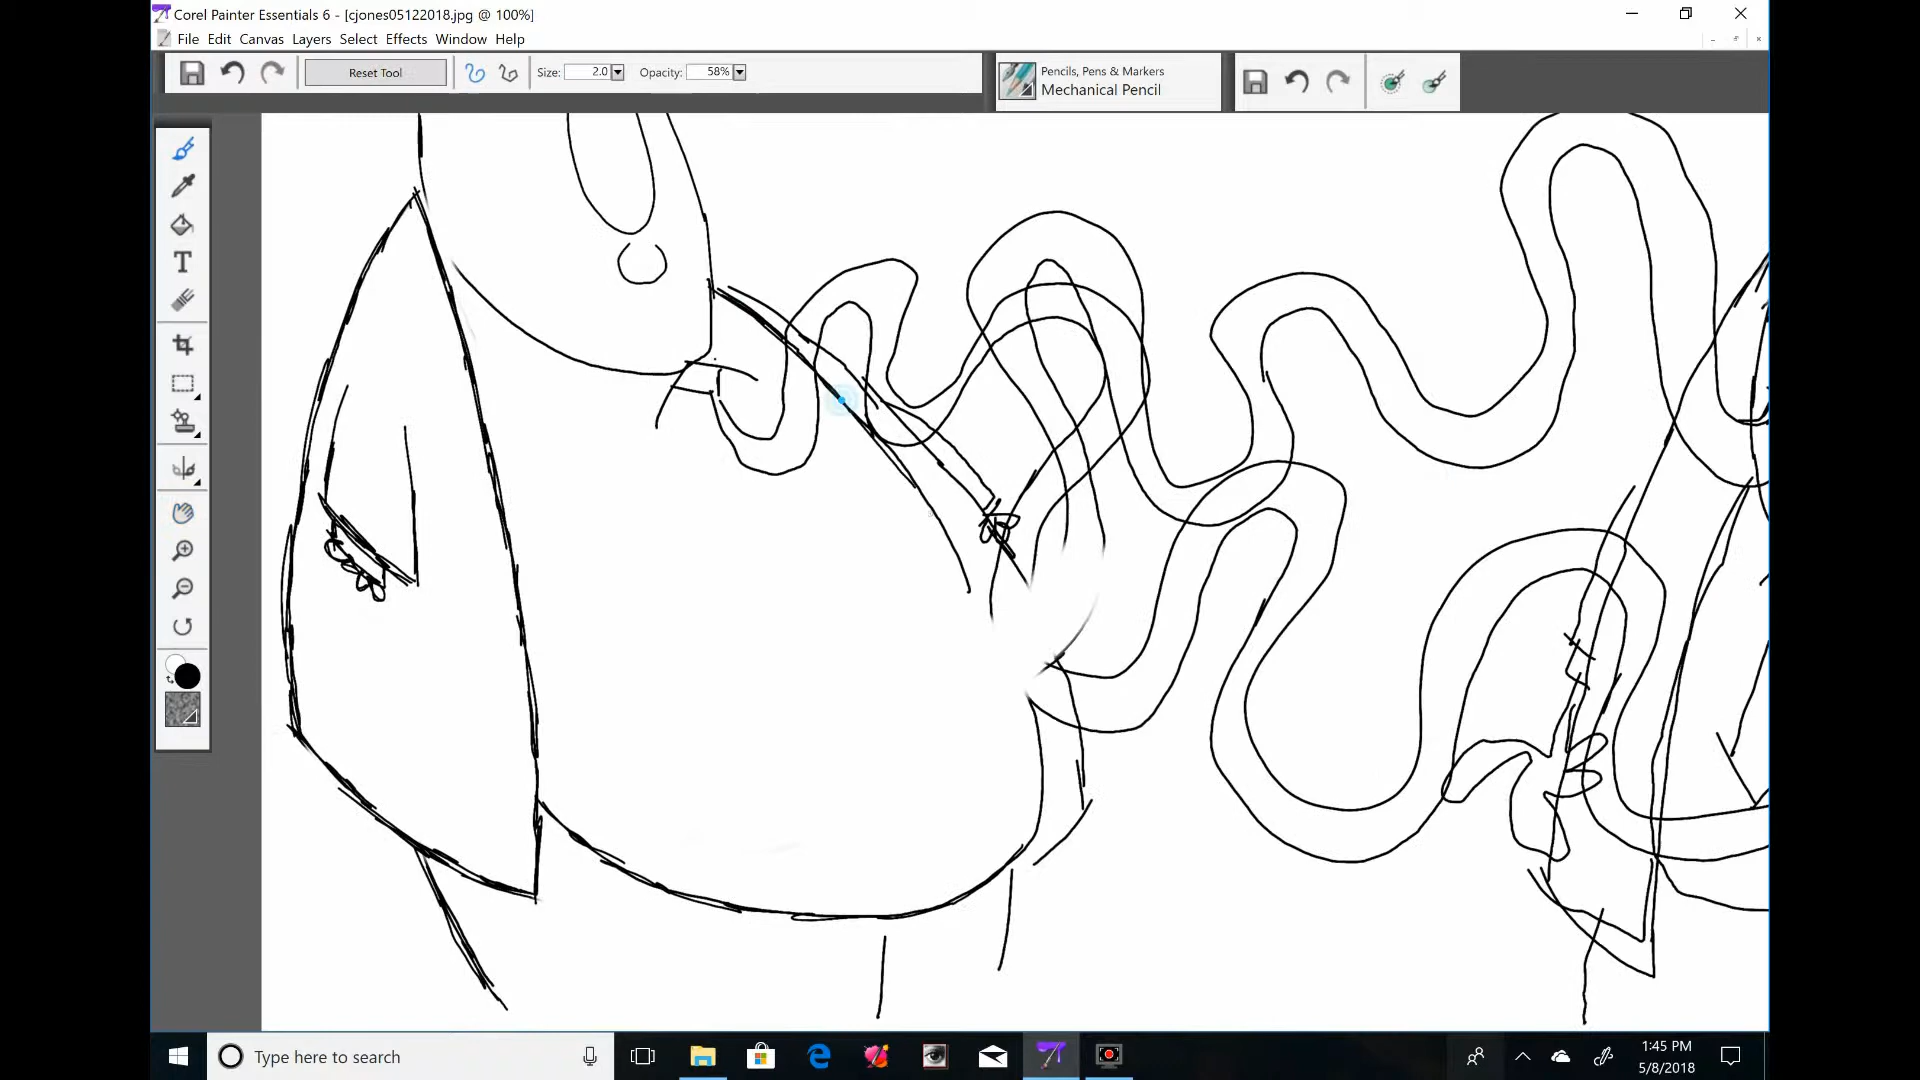 Corel Painter Essentials 6 - [cjones05122018.jpg @ 100%]
File Edit Canvas Layers Select Effects Window Help
Reset Tool Size: 2.0 Opacity: 58%
Pencils, Pens & Markers
Mechanical Pencil
T
Type here to search
1:45 PM
5/8/2018